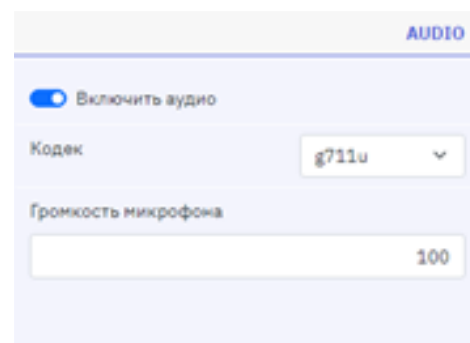 AUDIO
Включить аудио
Кодек
g711u
Громкость микрофона
100